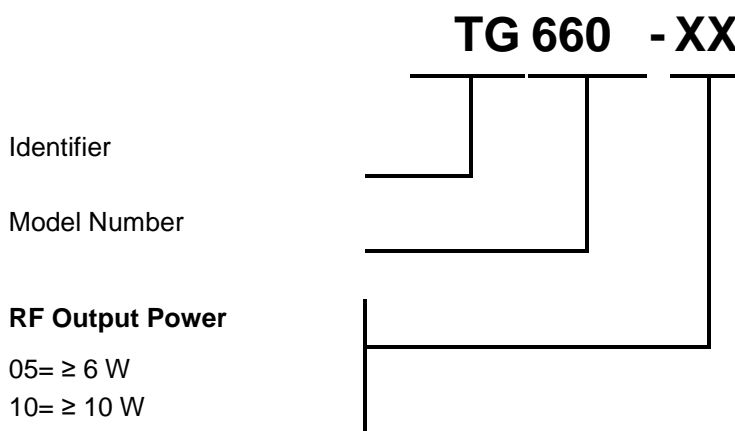 TG 660 - XX
Identifier
Model Number
RF Output Power
05= ≥ 6 W
10= ≥ 10 W